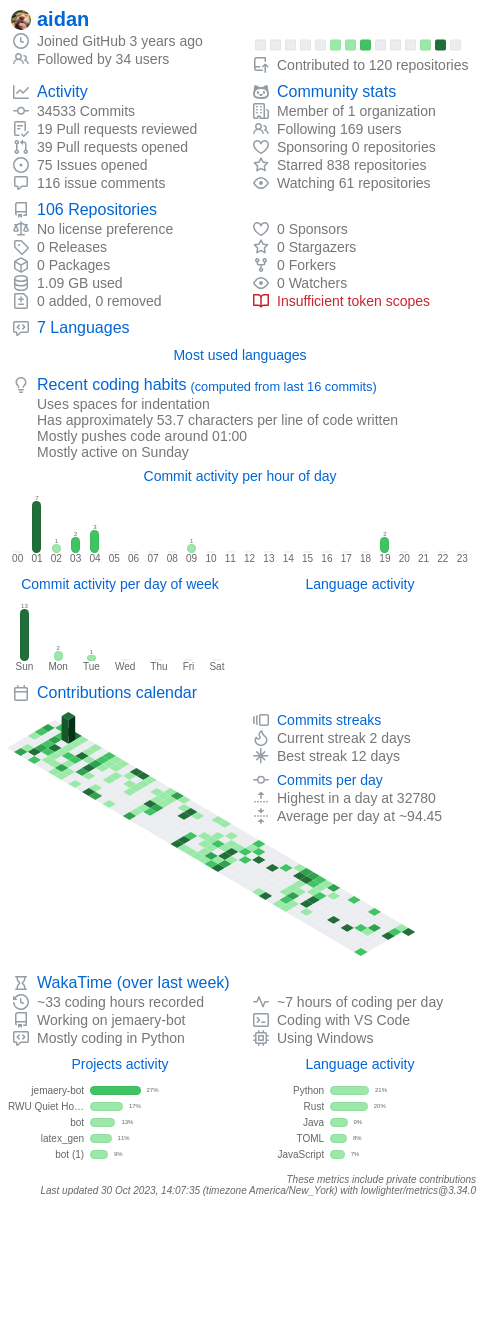 aidan
Joined GitHub 3 years ago
Followed by 34 users
Contributed to 120 repositories
Activity
34533 Commits
19 Pull requests reviewed
39 Pull requests opened
75 Issues opened
116 issue comments
Community stats
Member of 1 organization
Following 169 users
Sponsoring 0 repositories
Starred 838 repositories
Watching 61 repositories
106 Repositories
No license preference
0 Releases
0 Packages
1.09 GB used
0 added, 0 removed
0 Sponsors
0 Stargazers
0 Forkers
0 Watchers
Insufficient token scopes
7 Languages
Most used languages
Recent coding habits (computed from last 16 commits)
Uses spaces for indentation
Has approximately 53.7 characters per line of code written
Mostly pushes code around 01:00
Mostly active on Sunday
Commit activity per hour of day
7 1 2 3 1 2
00 01 02 03 04 05 06 07 08 09 10 11 12 13 14 15 16 17 18 19 20 21 22 23
Commit activity per day of week
13 2 1
Sun Mon Tue Wed Thu Fri Sat
Language activity
Contributions calendar
Commits streaks
Current streak 2 days
Best streak 12 days
Commits per day
Highest in a day at 32780
Average per day at ~94.45
WakaTime (over last week)
~33 coding hours recorded
Working on jemaery-bot
Mostly coding in Python
~7 hours of coding per day
Coding with VS Code
Using Windows
Projects activity
jemaery-bot 27%
RWU Quiet Ho… 17%
bot 13%
latex_gen 11%
bot (1) 9%
Language activity
Python 21%
Rust 20%
Java 9%
TOML 8%
JavaScript 7%
These metrics include private contributions
Last updated 30 Oct 2023, 14:07:35 (timezone America/New_York) with lowlighter/metrics@3.34.0